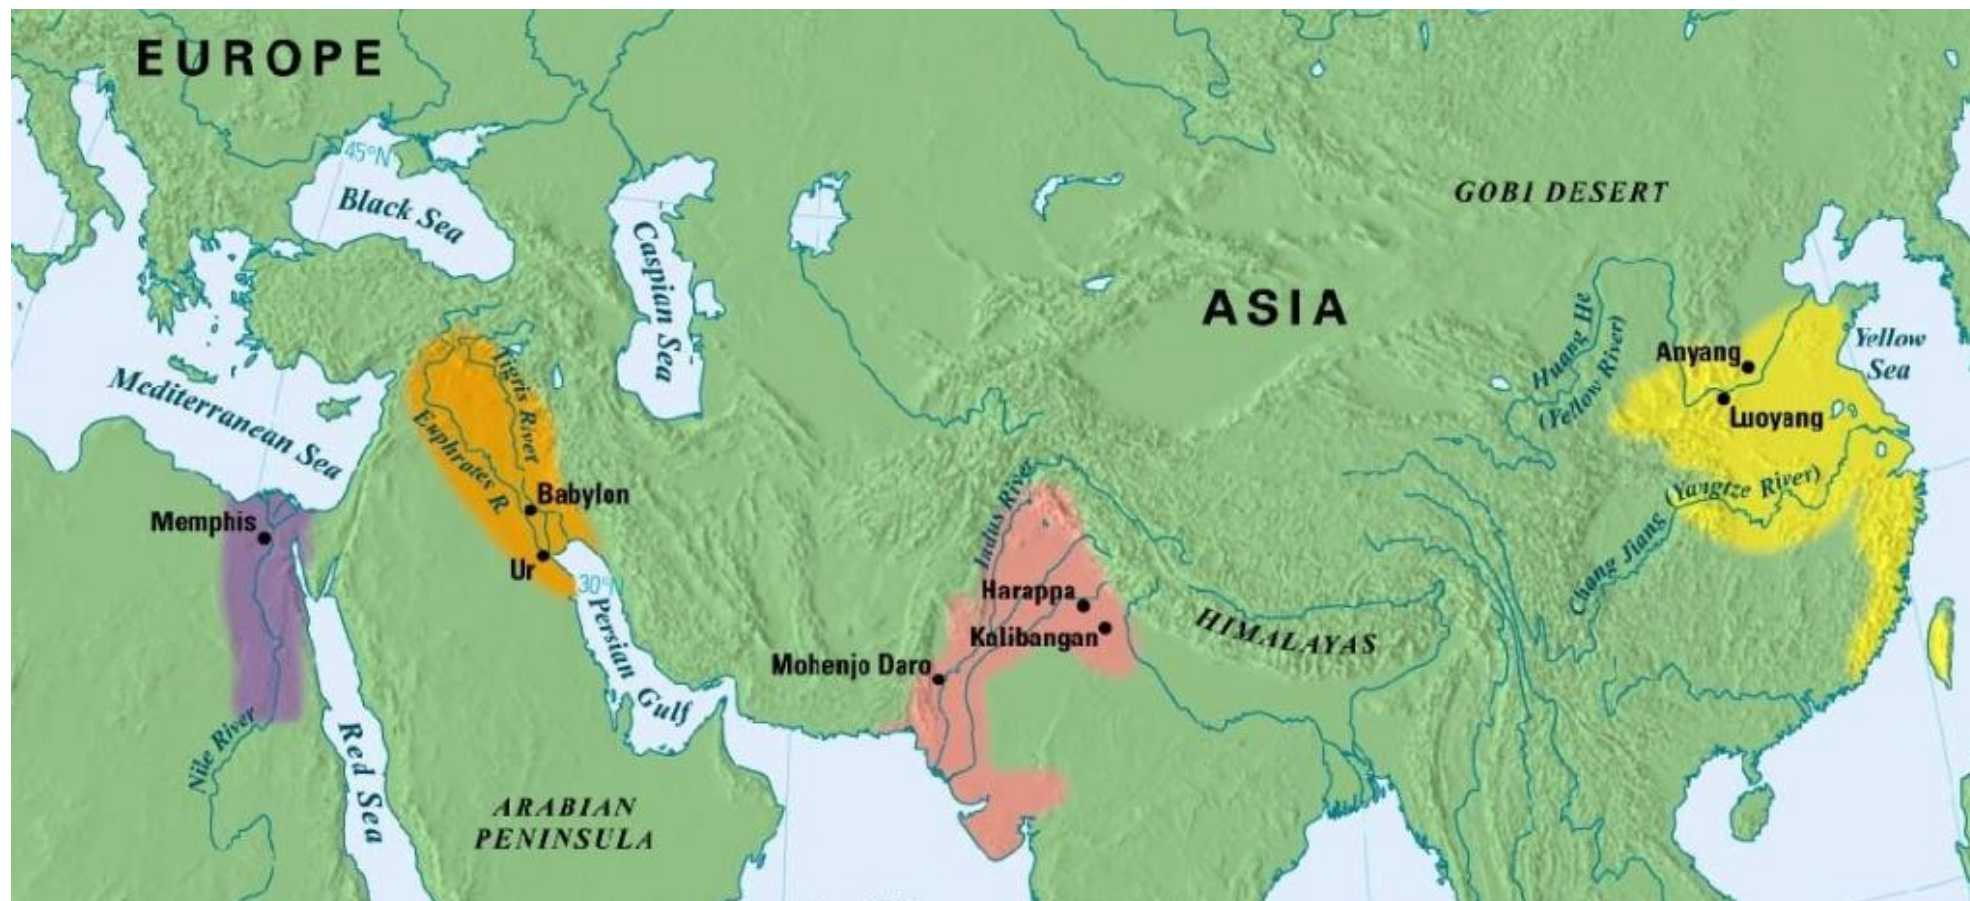 EUROPE
45°N
Black Sea
Caspian Sea
GOBI DESERT
ASIA
Huang He
(Yellow River)
Anyang
Yellow
Sea
Luoyang
Mediterranean Sea
Tigris River
Euphrates R
Babylon
Memphis
Ur
30°N
Persian Gulf
Indus River
Harappa
Kalibangan
Mohenjo Daro
HIMALAYAS
Chang Jiang
(Yangtze River)
Nile River
Red Sea
ARABIAN
PENINSULA